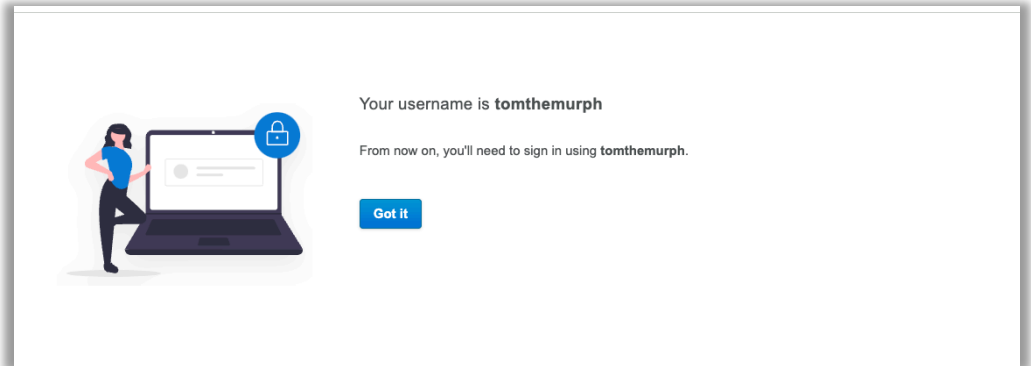 Your username is tomthemurph
From now on, you'll need to sign in using tomthemurph.
Got it